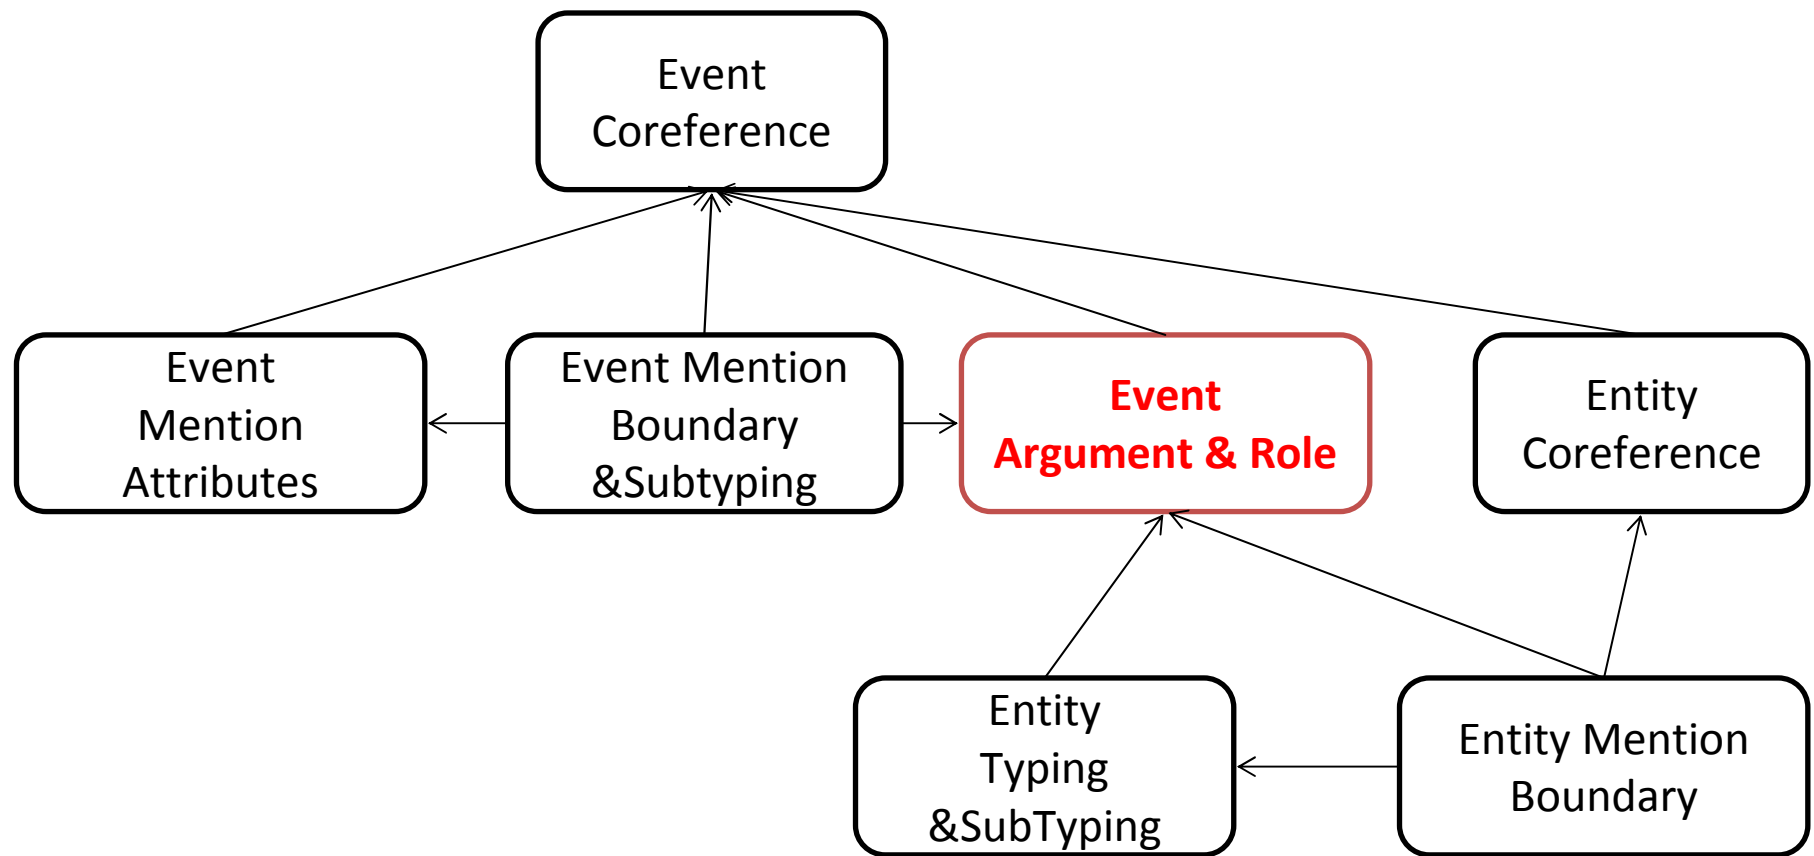 Event
Coreference
Event
Mention
Attributes
Event Mention
Boundary
&Subtyping
Event
Argument & Role
Entity
Coreference
Entity
Typing
&SubTyping
Entity Mention
Boundary